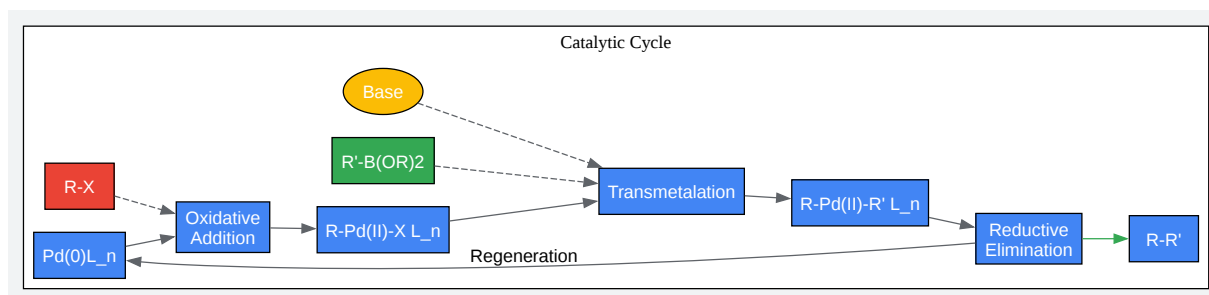 Catalytic Cycle
Base
R'-B(OR)2
R-X
Oxidative
Addition
Pd(0)L_n
R-Pd(II)-X L_n
Transmetalation
R-Pd(II)-R' L_n
Reductive
Elimination
R-R'
Regeneration